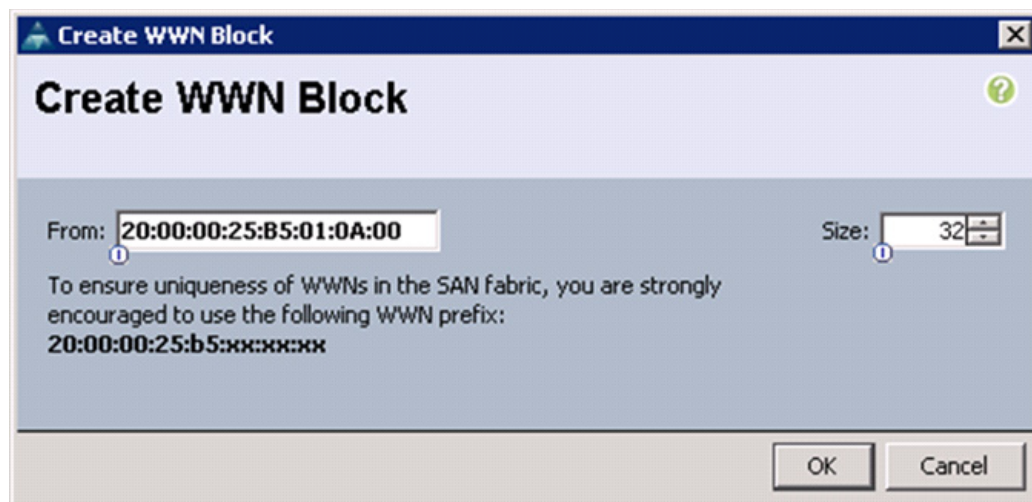 Create WWN Block
Create WWN Block
From: 20:00:00:25:B5:01:0A:00 Size: 32
To ensure uniqueness of WWNs in the SAN fabric, you are strongly
encouraged to use the following WWN prefix:
20:00:00:25:b5:xx:xx:xx
OK Cancel